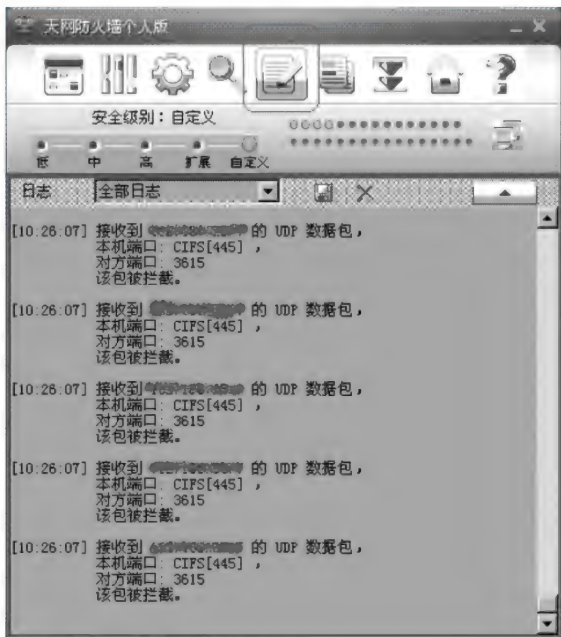 天网防火墙个人版
安全级别：自定义
低 中 高 扩展 自定义
日志 全部日志
[10:26:07] 接收到 的 UDP 数据包，
本机端口: CIFS[445] ，
对方端口: 3615
该包被拦截。
[10:26:07] 接收到 的 UDP 数据包，
本机端口: CIFS[445] ，
对方端口: 3615
该包被拦截。
[10:26:07] 接收到 的 UDP 数据包，
本机端口: CIFS[445] ，
对方端口: 3615
该包被拦截。
[10:26:07] 接收到 的 UDP 数据包，
本机端口: CIFS[445] ，
对方端口: 3615
该包被拦截。
[10:26:07] 接收到 的 UDP 数据包，
本机端口: CIFS[445] ，
对方端口: 3615
该包被拦截。